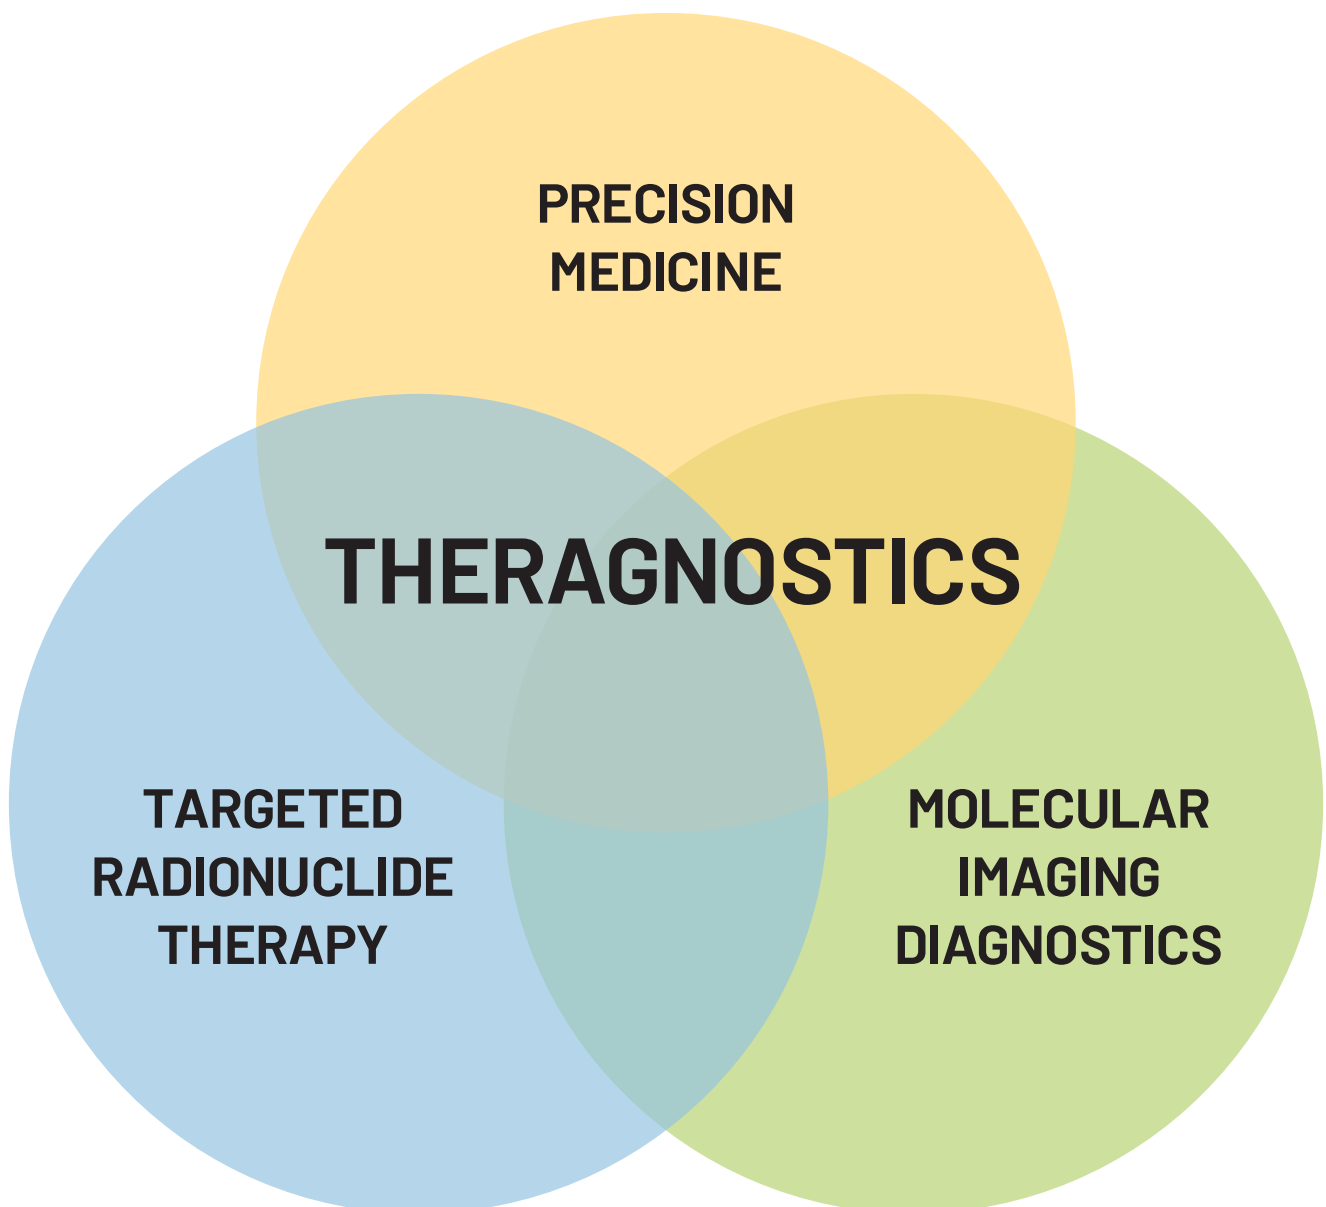 PRECISION
MEDICINE
THERAGNOSTICS
TARGETED
RADIONUCLIDE
THERAPY
MOLECULAR
IMAGING
DIAGNOSTICS